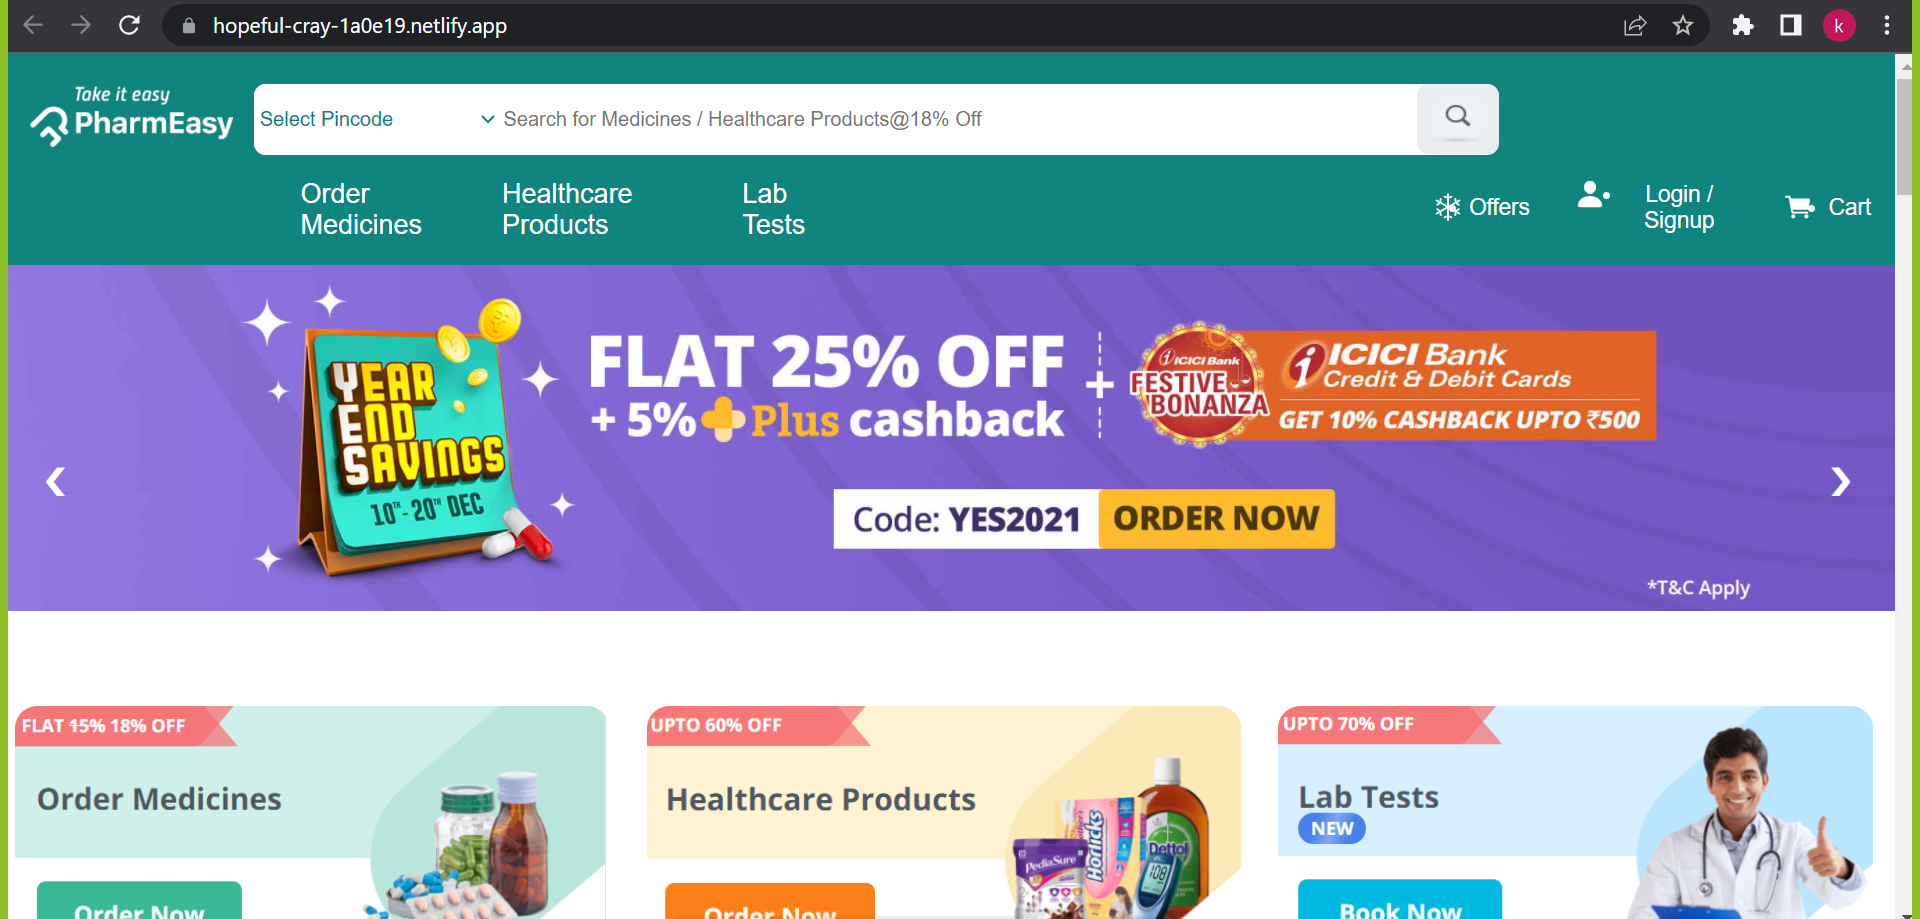 hopeful-cray-1a0e19.netlify.app
k
Take it easy
PharmEasy
Select Pincode
Search for Medicines / Healthcare Products@18% Off
Order
Medicines
Healthcare
Products
Lab
Tests
Offers
Login /
Signup
Cart
YEAR
END
SAVINGS
10TH - 20TH DEC
FLAT 25% OFF
+ 5% Plus cashback
+
ICICI Bank
FESTIVE
BONANZA
ICICI Bank
Credit & Debit Cards
GET 10% CASHBACK UPTO ₹500
Code: YES2021
ORDER NOW
*T&C Apply
FLAT 15% 18% OFF
Order Medicines
Order Now
UPTO 60% OFF
Healthcare Products
PediaSure
Horlicks
Dettol
108
Order Now
UPTO 70% OFF
Lab Tests
NEW
Book Now